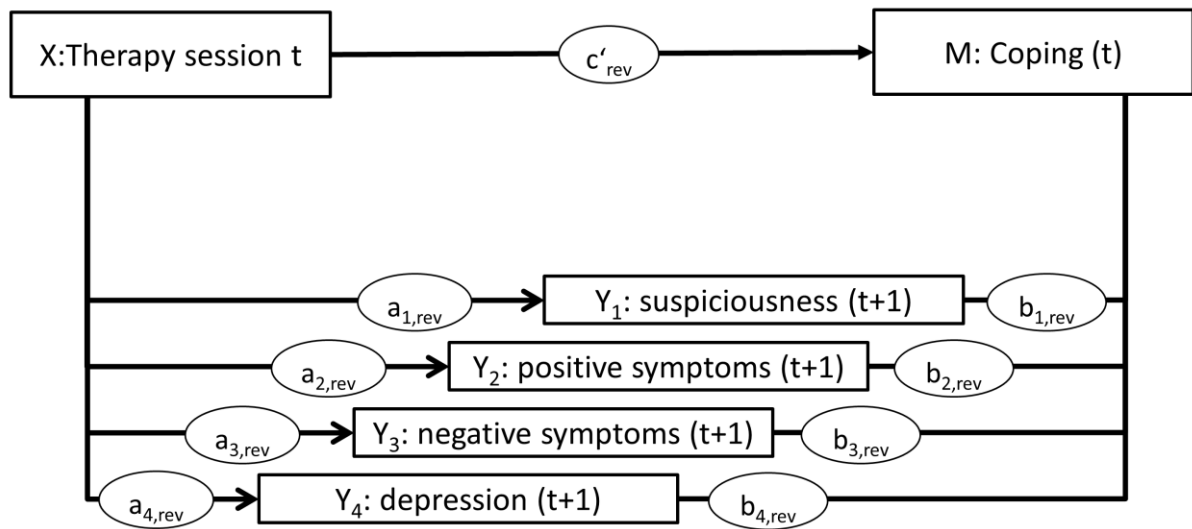 X:Therapy session t
c‘rev
M: Coping (t)
a1,rev
Y1: suspiciousness (t+1)
b1,rev
a2,rev
Y2: positive symptoms (t+1)
b2,rev
a3,rev
Y3: negative symptoms (t+1)
b3,rev
a4,rev
Y4: depression (t+1)
b4,rev